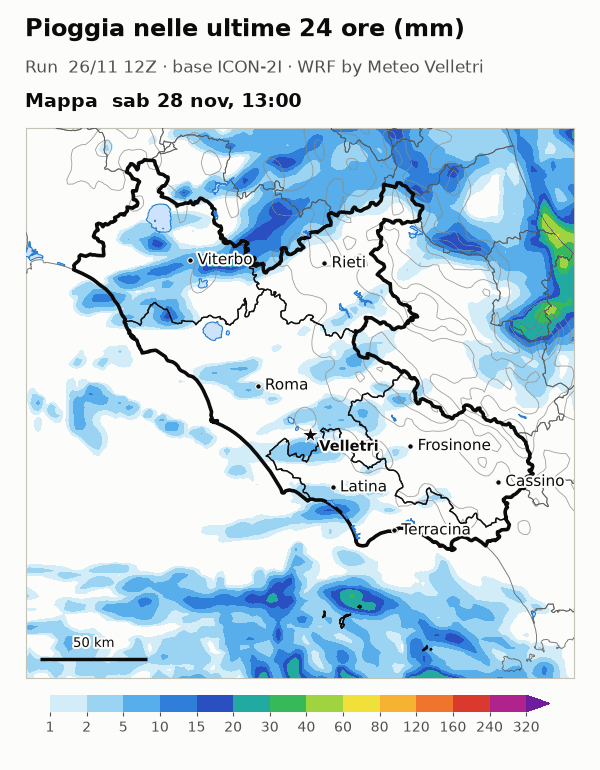 Pioggia nelle ultime 24 ore (mm)
Run  26/11 12Z · base ICON-2I · WRF by Meteo Velletri
Mappa  sab 28 nov, 13:00
Viterbo
Rieti
Roma
Velletri
Frosinone
Cassino
Latina
Terracina
50 km
1 2 5 10 15 20 30 40 60 80 120 160 240 320